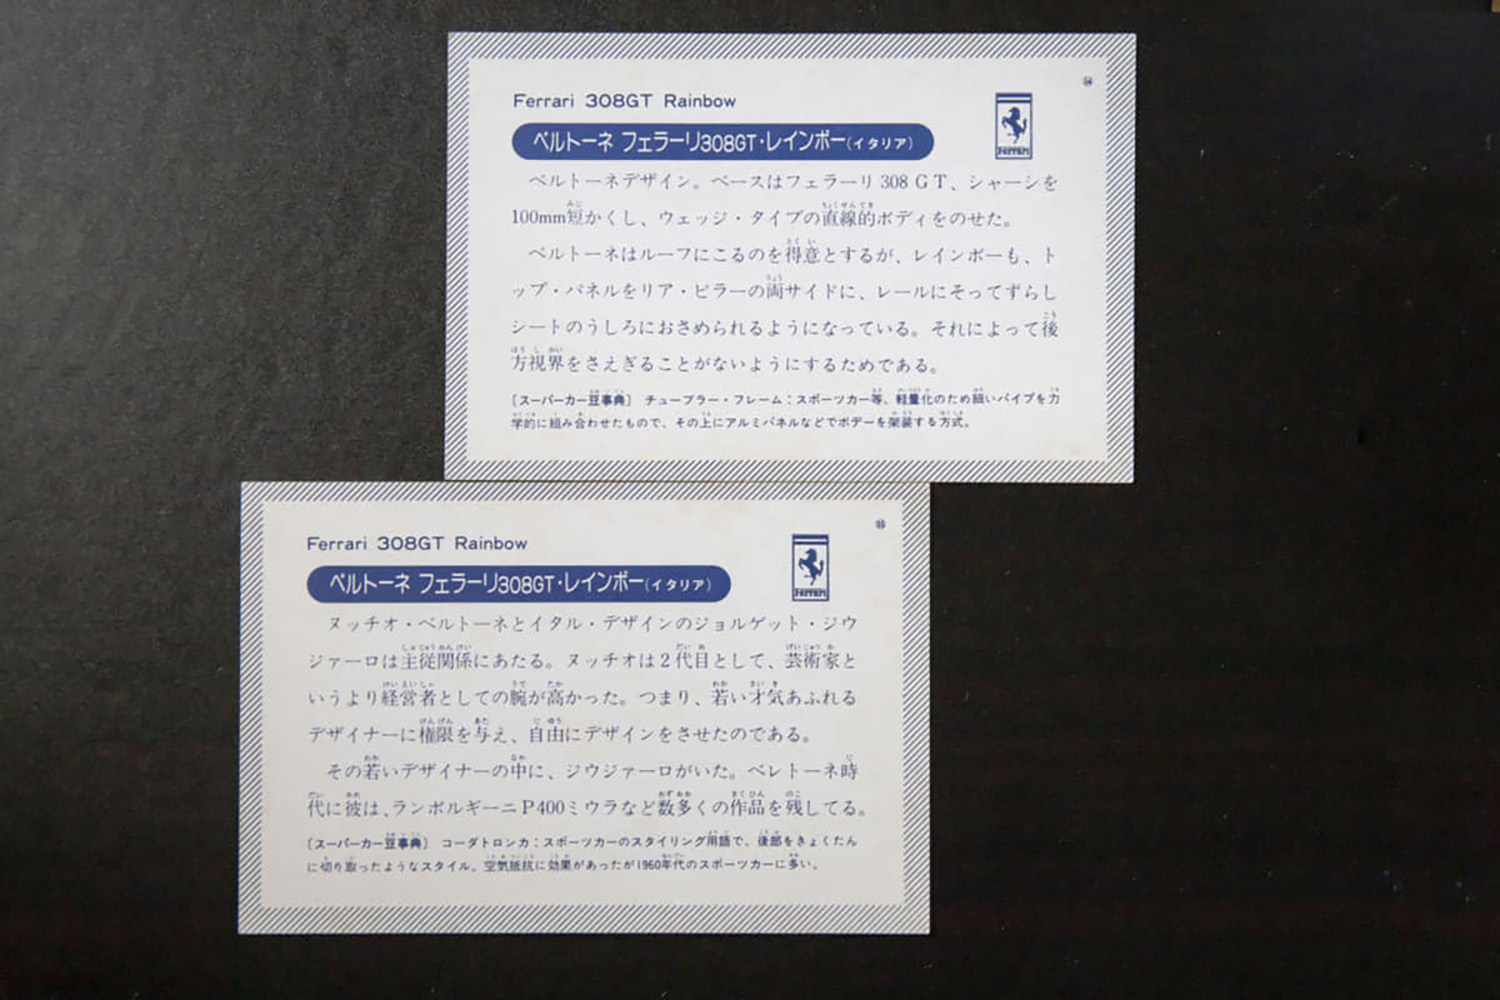 Ferrari 308GT Rainbow
ベルトーネ フェラーリ308GT・レインボー(イタリア)
Ferrari
ベルトーネデザイン。ベースはフェラーリ 308 GT、シャーシを
100mm短かくし、ウェッジ・タイプの直線的ボディをのせた。
ベルトーネはルーフにこるのを得意とするが、レインボーも、ト
ップ・パネルをリア・ピラーの両サイドに、レールにそってずらし
シートのうしろにおさめられるようになっている。それによって後
方視界をさえぎることがないようにするためである。
〔スーパーカー豆事典〕 チューブラー・フレーム:スポーツカー等、軽量化のため細いパイプを力
学的に組み合わせたもので、その上にアルミパネルなどでボデーを架装する方式。
Ferrari 308GT Rainbow
ベルトーネ フェラーリ308GT・レインボー(イタリア)
Ferrari
ヌッチオ・ベルトーネとイタル・デザインのジョルゲット・ジウ
ジァーロは主従関係にあたる。ヌッチオは2代目として、芸術家と
いうより経営者としての腕が高かった。つまり、若い才気あふれる
デザイナーに権限を与え、自由にデザインをさせたのである。
その若いデザイナーの中に、ジウジァーロがいた。ベレトーネ時
代に彼は、ランボルギーニP400ミウラなど数多くの作品を残してる。
〔スーパーカー豆事典〕 コーダトロンカ:スポーツカーのスタイリング用語で、後部をきょくたん
に切り取ったようなスタイル。空気抵抗に効果があったが1960年代のスポーツカーに多い。